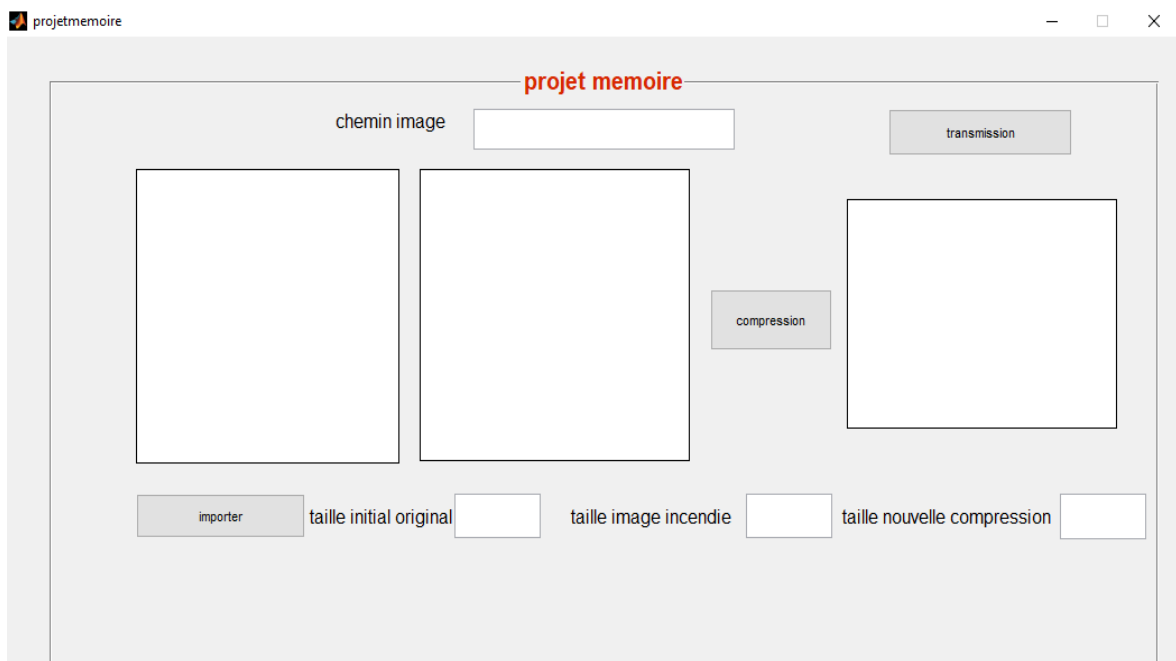 projetmemoire
projet memoire
chemin image
transmission
compression
importer
taille initial original
taille image incendie
taille nouvelle compression